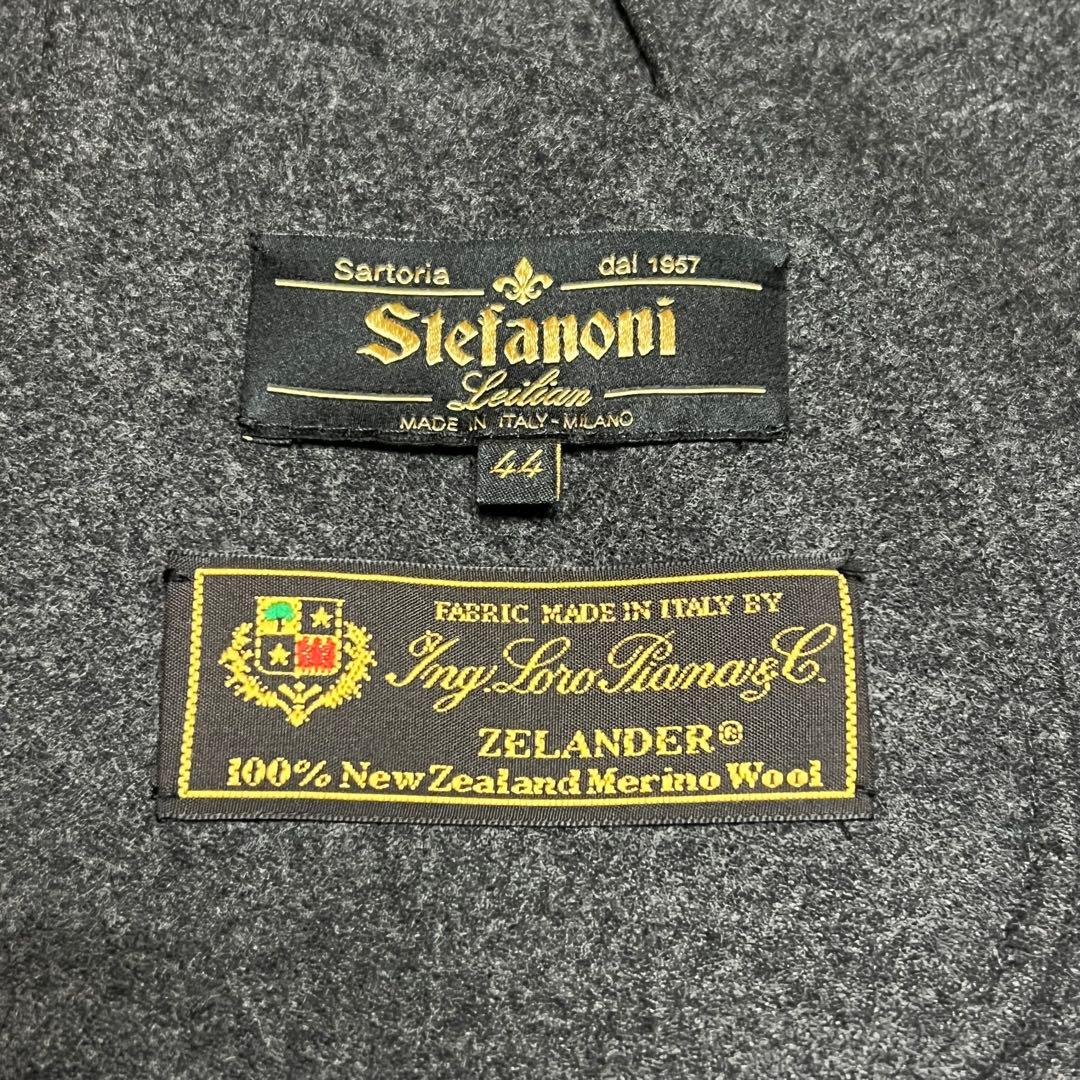 Sartoria dal 1957
Stefanoni
Leilian
MADE IN ITALY - MILANO
44
FABRIC MADE IN ITALY BY
Ing. Loro Piana & C.
ZELANDER®
100% New Zealand Merino Wool